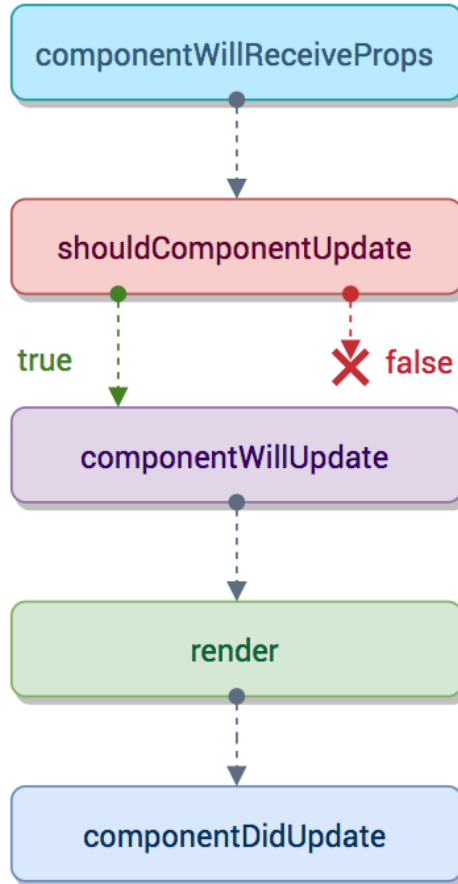 componentWillReceiveProps
shouldComponentUpdate
true
false
componentWillUpdate
render
componentDidUpdate